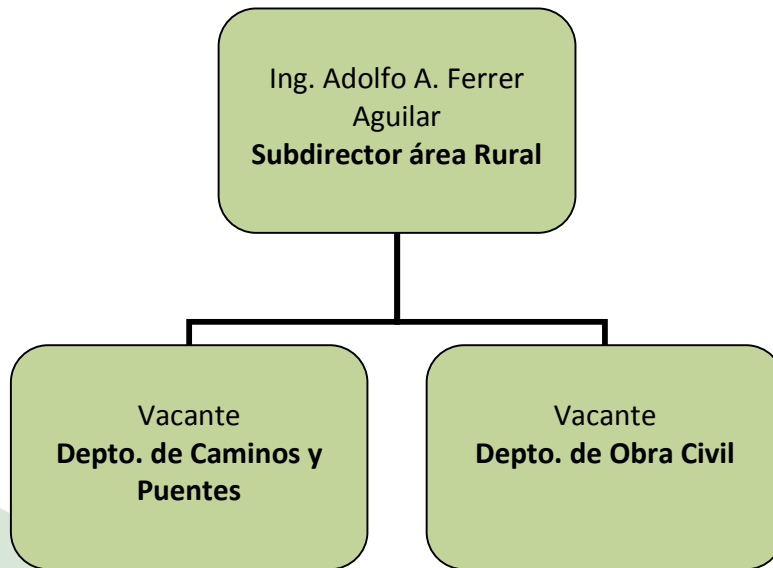 Ing. Adolfo A. Ferrer
Aguilar
Subdirector área Rural
Vacante
Depto. de Caminos y
Puentes
Vacante
Depto. de Obra Civil